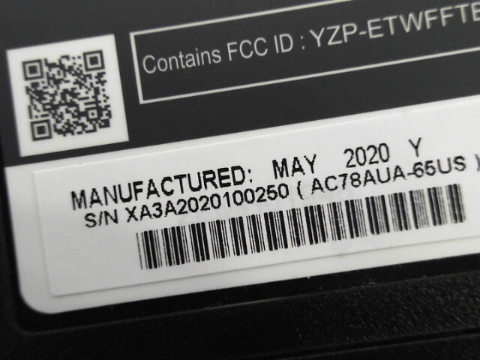 Contains FCC ID : YZP-ETWFFTE
MANUFACTURED: MAY 2020 Y
S/N XA3A2020100250 ( AC78AUA-65US )